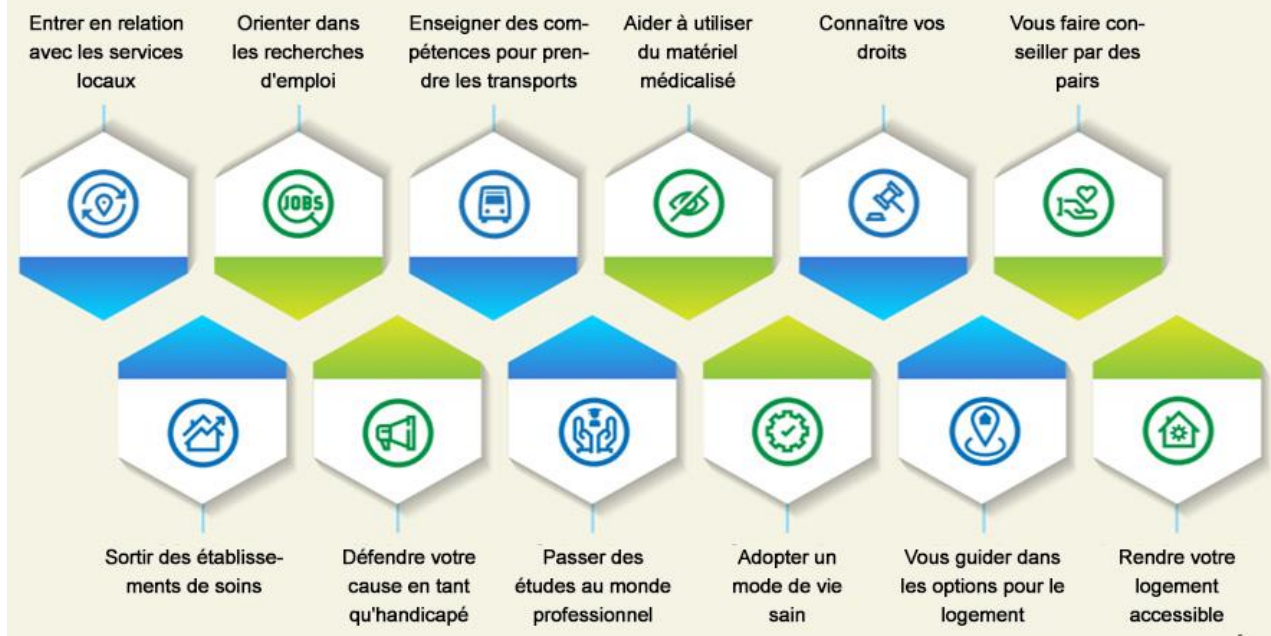 Entrer en relation
avec les services
locaux
Orienter dans
les recherches
d'emploi
Enseigner des com-
pétences pour pren-
dre les transports
Aider à utiliser
du matériel
médicalisé
Connaître vos
droits
Vous faire con-
seiller par des
pairs
JOBS
Sortir des établisse-
ments de soins
Défendre votre
cause en tant
qu'handicapé
Passer des
études au monde
professionnel
Adopter un
mode de vie
sain
Vous guider dans
les options pour le
logement
Rendre votre
logement
accessible